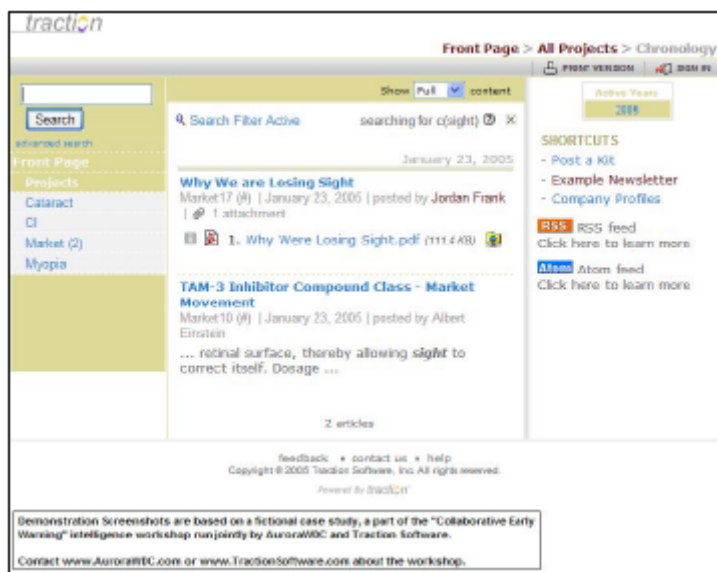 traction
Front Page > All Projects > Chronology
PRINT VERSION SIGN IN
Show Full content
Search
advanced search
Front Page
Projects
Cataract
CI
Market (2)
Myopia
Search Filter Active searching for c(sight)
January 23, 2005
Why We are Losing Sight
Market17 (#) | January 23, 2005 | posted by Jordan Frank
| 1 attachment
1. Why Were Losing Sight.pdf (111.4 KB)
TAM-3 Inhibitor Compound Class - Market
Movement
Market10 (#) | January 23, 2005 | posted by Albert
Einstein
... retinal surface, thereby allowing sight to
correct itself. Dosage ...
2 articles
Active Years
2005
SHORTCUTS
- Post a Kit
- Example Newsletter
- Company Profiles
RSS RSS feed
Click here to learn more
Atom Atom feed
Click here to learn more
feedback • contact us • help
Copyright © 2005 Traction Software, Inc. All rights reserved.
Powered By traction
Demonstration Screenshots are based on a fictional case study, a part of the "Collaborative Early
Warning" intelligence workshop run jointly by AuroraWDC and Traction Software.
Contact www.AuroraWDC.com or www.TractionSoftware.com about the workshop.